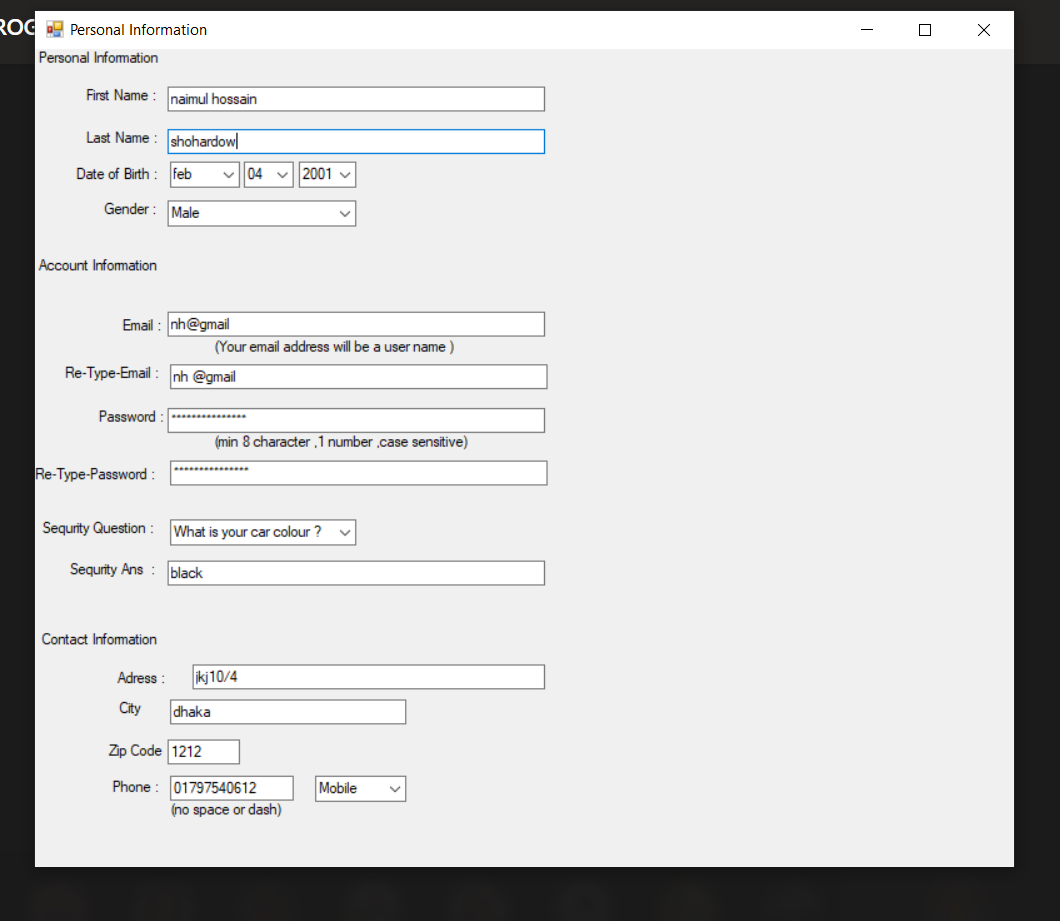 ROG
Personal Information
Personal Information
First Name : naimul hossain
Last Name : shohardow
Date of Birth : feb 04 2001
Gender : Male
Account Information
Email : nh@gmail
(Your email address will be a user name )
Re-Type-Email : nh @gmail
Password : ***************
(min 8 character ,1 number ,case sensitive)
Re-Type-Password : ***************
Sequrity Question : What is your car colour ?
Sequrity Ans : black
Contact Information
Adress : jkj10/4
City dhaka
Zip Code 1212
Phone : 01797540612 Mobile
(no space or dash)